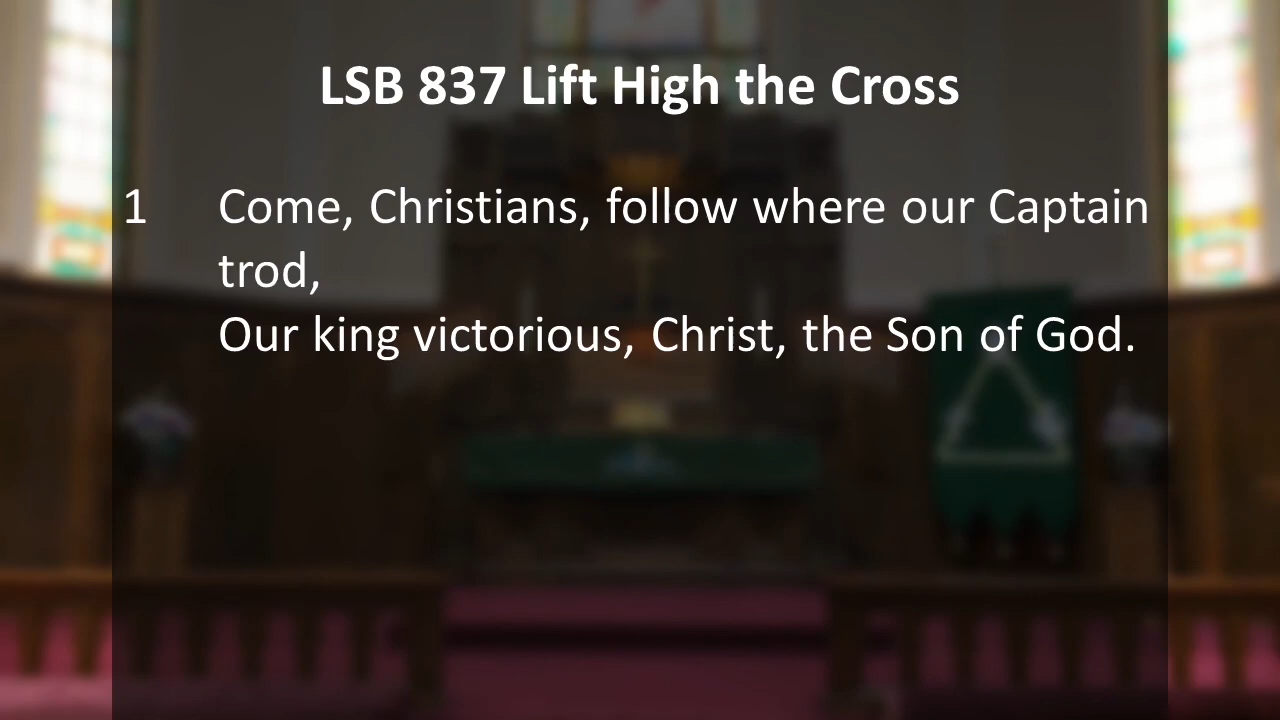 LSB 837 Lift High the Cross
1 Come, Christians, follow where our Captain
trod,
Our king victorious, Christ, the Son of God.